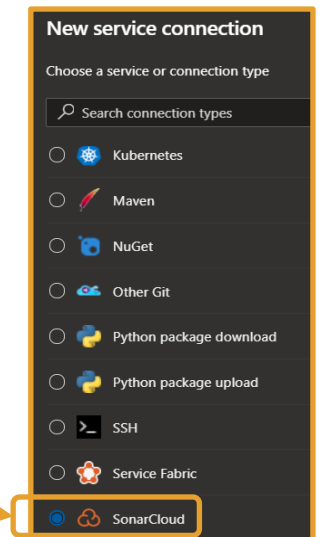 New service connection
Choose a service or connection type
Search connection types
Kubernetes
Maven
NuGet
Other Git
Python package download
Python package upload
SSH
Service Fabric
SonarCloud